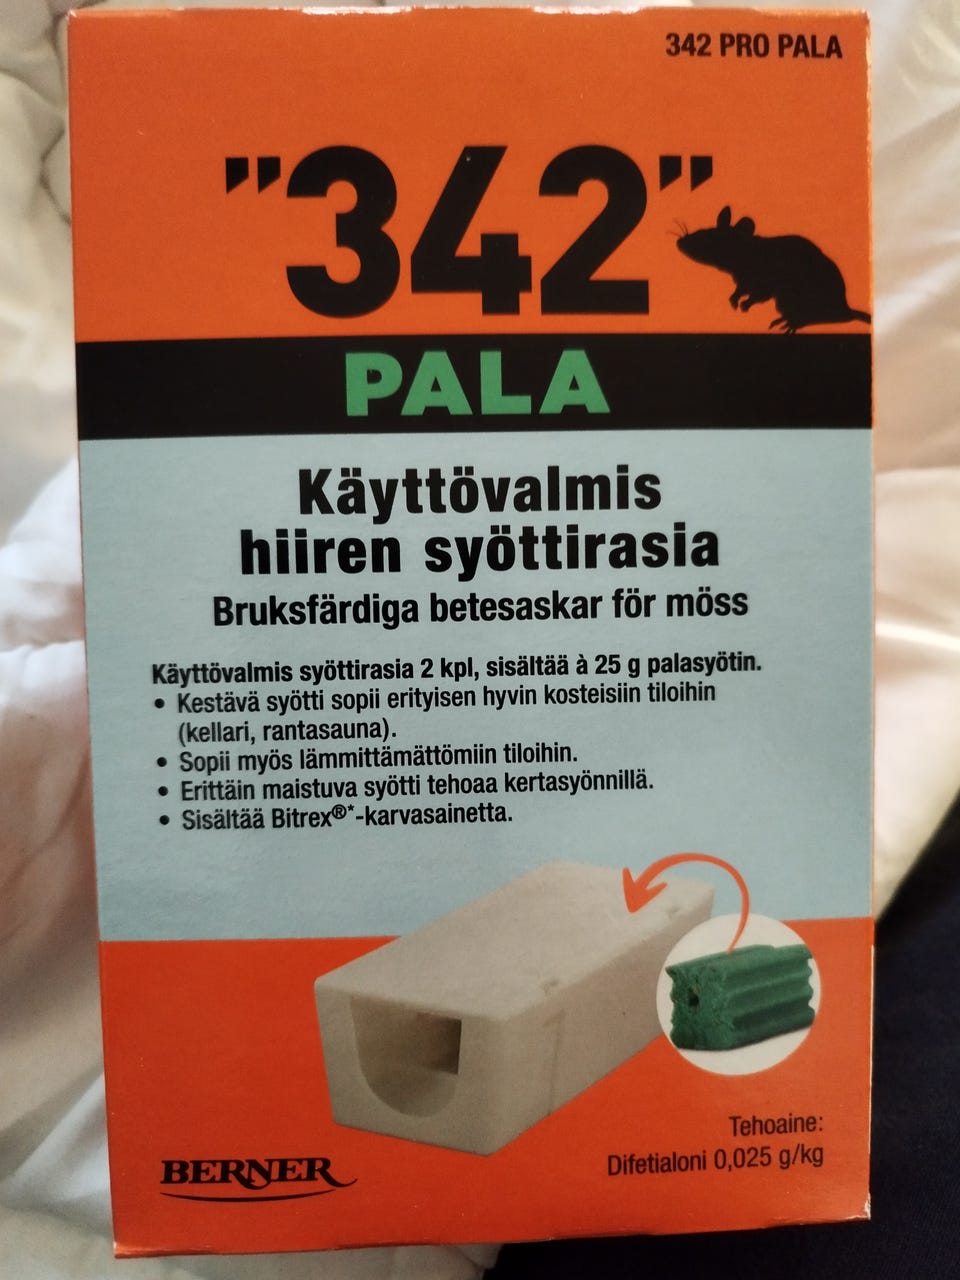 342 PRO PALA
”342”
PALA
Käyttövalmis
hiiren syöttirasia
Bruksfärdiga betesaskar för möss
Käyttövalmis syöttirasia 2 kpl, sisältää à 25 g palasyötin.
• Kestävä syötti sopii erityisen hyvin kosteisiin tiloihin
(kellari, rantasauna).
• Sopii myös lämmittämättömiin tiloihin.
• Erittäin maistuva syötti tehoaa kertasyönnillä.
• Sisältää Bitrex®*-karvasainetta.
Tehoaine:
Difetialoni 0,025 g/kg
BERNER